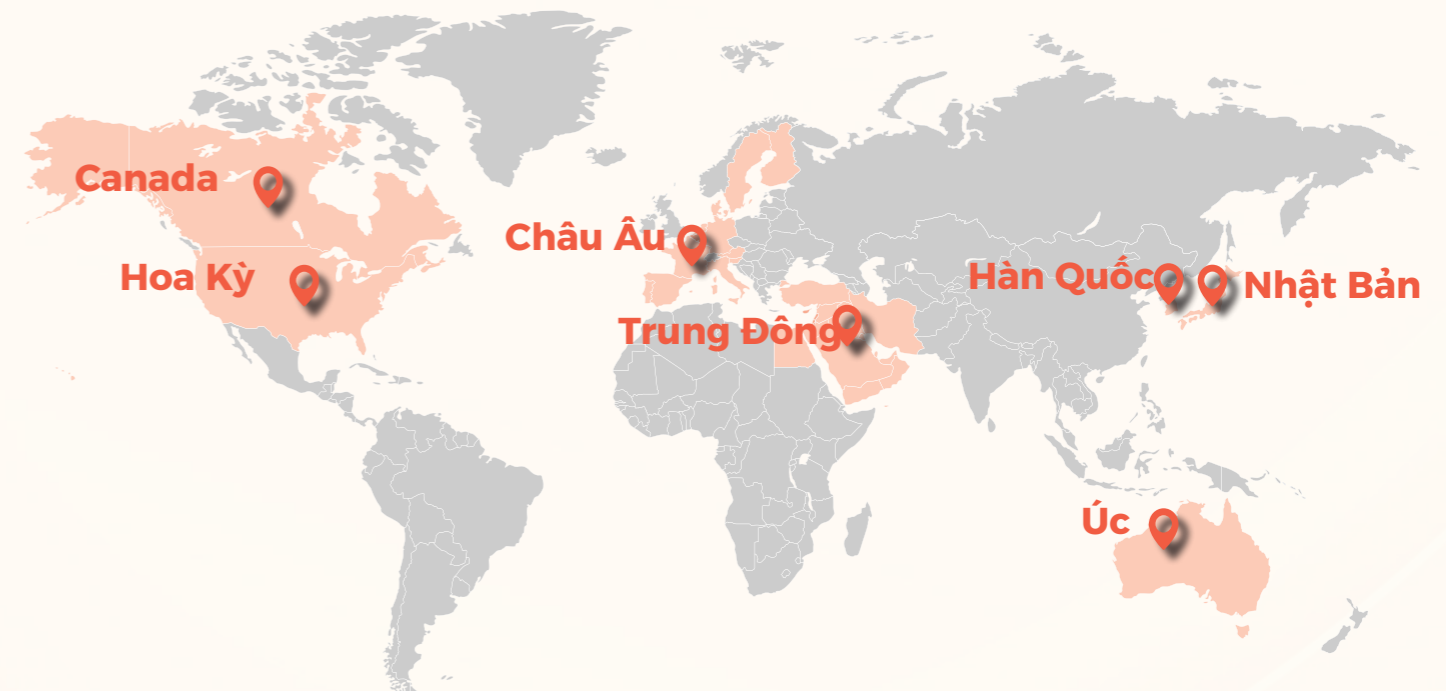 Canada
Châu Âu
Hoa Kỳ
Hàn Quốc
Nhật Bản
Trung Đông
Úc